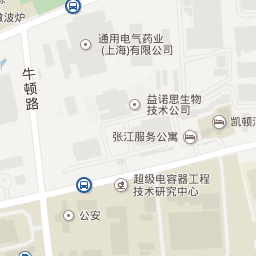 波炉
通用电气药业
(上海)有限公司
牛顿路
益诺思生物
技术公司
张江服务公寓
凯顿
超级电容器工程
技术研究中心
公安